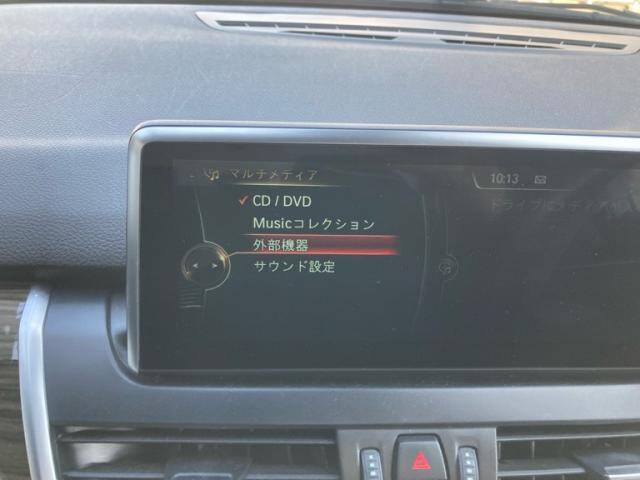 マルチメディア
10:13
CD / DVD
Musicコレクション
外部機器
サウンド設定